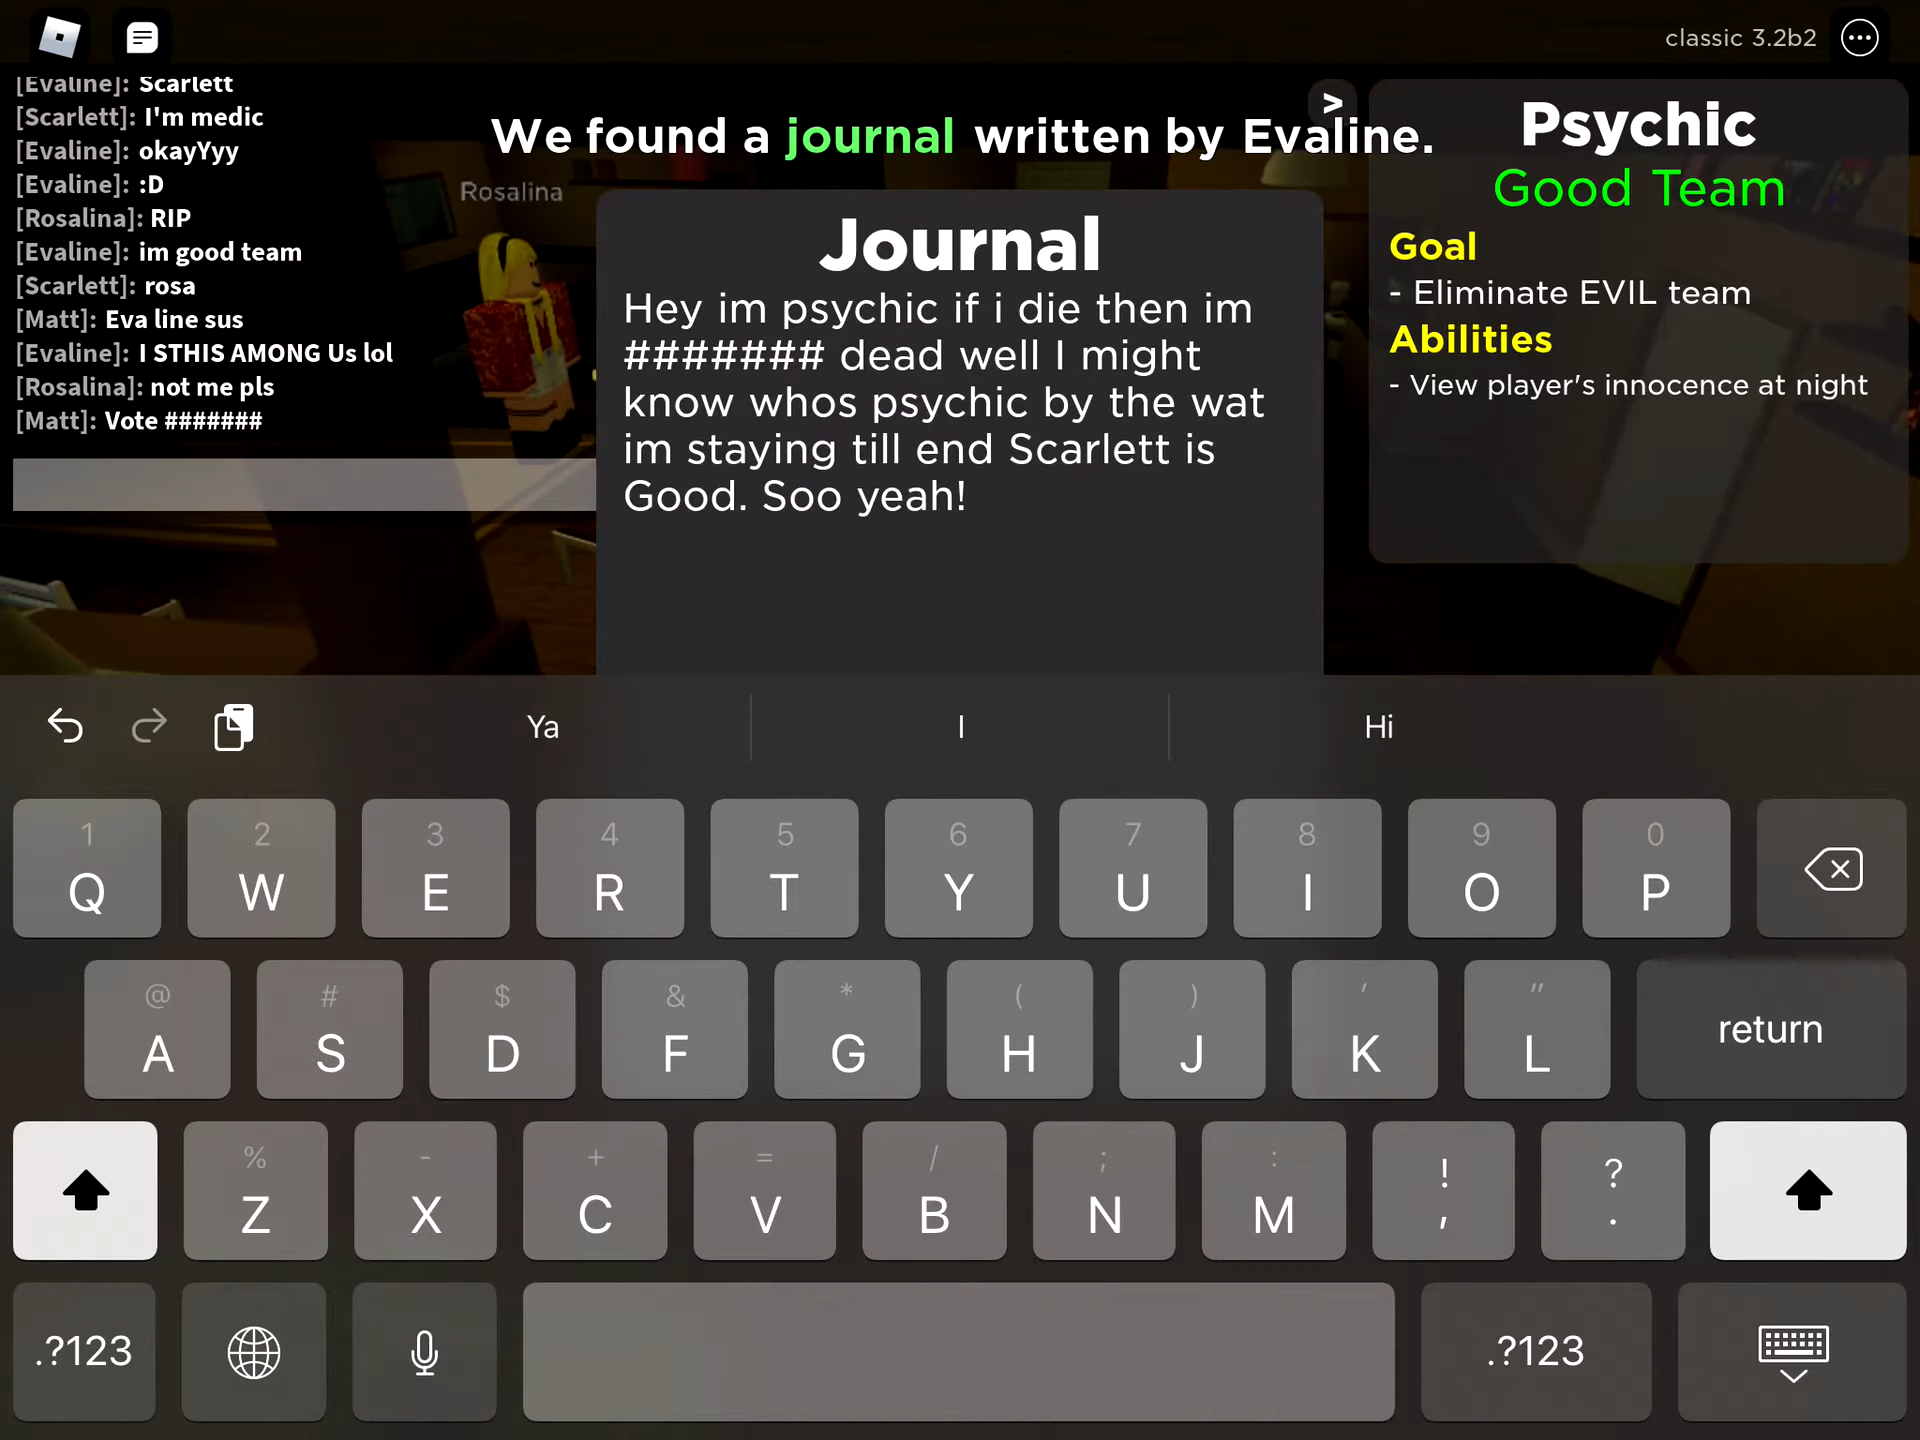 classic 3.2b2
[Evaline]: Scarlett
[Scarlett]: I'm medic
[Evaline]: okayYyy
[Evaline]: :D
[Rosalina]: RIP
[Evaline]: im good team
[Scarlett]: rosa
[Matt]: Eva line sus
[Evaline]: I STHIS AMONG Us lol
[Rosalina]: not me pls
[Matt]: Vote #######
We found a journal written by Evaline.
>
Rosalina
Journal
Hey im psychic if i die then im
####### dead well I might
know whos psychic by the wat
im staying till end Scarlett is
Good. Soo yeah!
Psychic
Good Team
Goal
- Eliminate EVIL team
Abilities
- View player's innocence at night
Ya I Hi
1 2 3 4 5 6 7 8 9 0
Q W E R T Y U I O P
@ # $ & * ( ) ' "
A S D F G H J K L return
% - + = / ; : ! ?
Z X C V B N M , .
.?123 .?123